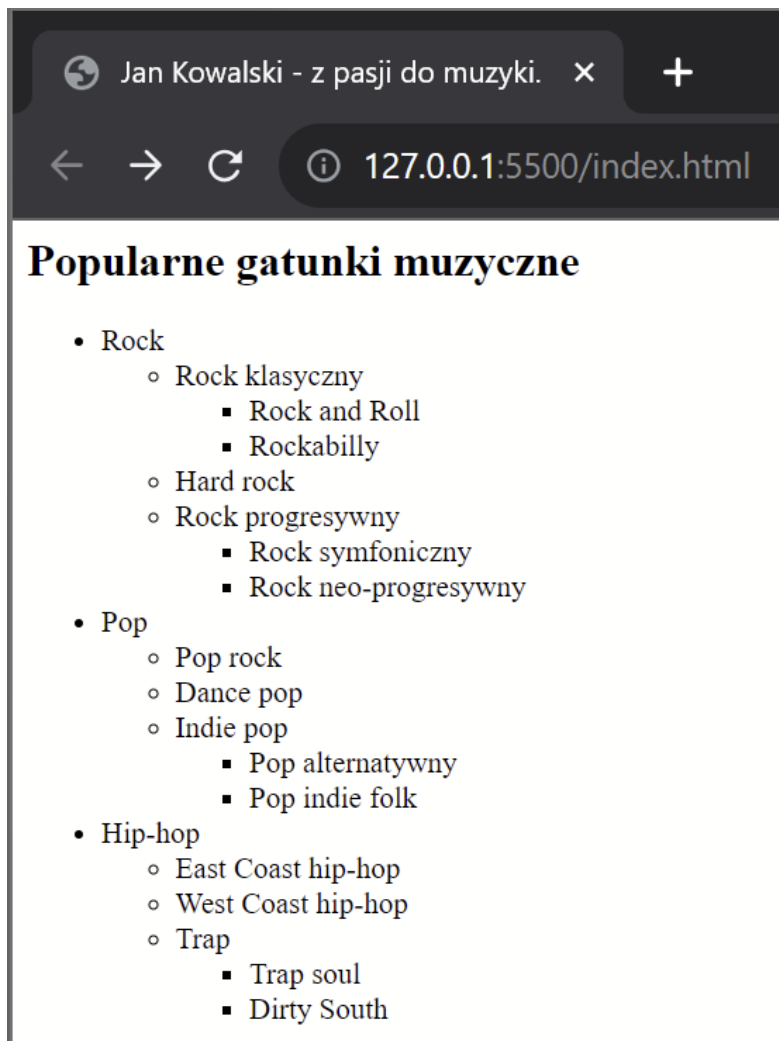 Jan Kowalski - z pasji do muzyki.
127.0.0.1:5500/index.html
Popularne gatunki muzyczne
Rock
Rock klasyczny
Rock and Roll
Rockabilly
Hard rock
Rock progresywny
Rock symfoniczny
Rock neo-progresywny
Pop
Pop rock
Dance pop
Indie pop
Pop alternatywny
Pop indie folk
Hip-hop
East Coast hip-hop
West Coast hip-hop
Trap
Trap soul
Dirty South